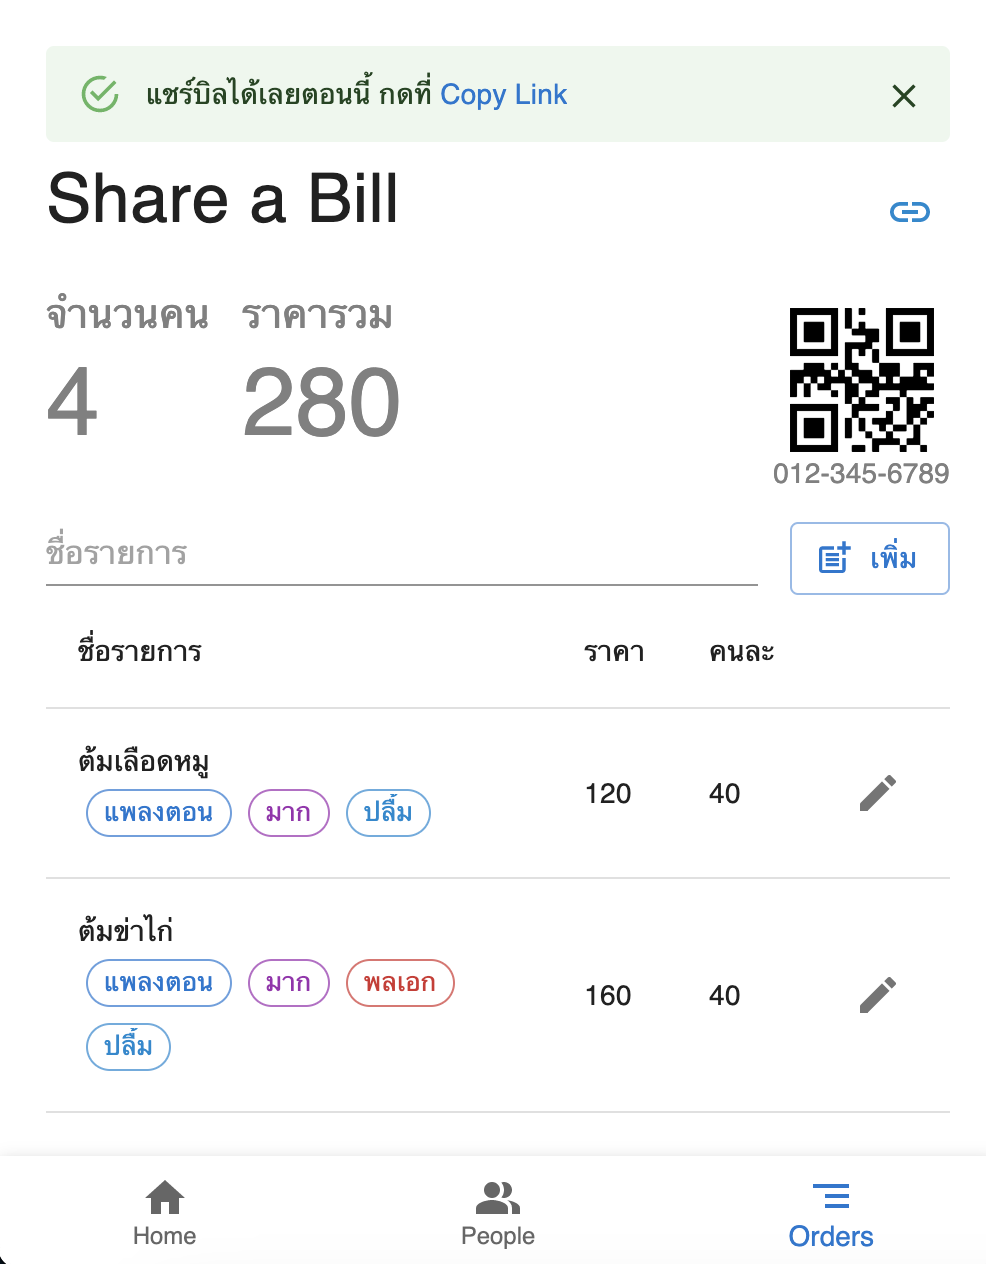 แชร์บิลได้เลยตอนนี้ กดที่ Copy Link
Share a Bill
จำนวนคน ราคารวม
4 280
012-345-6789
ชื่อรายการ
เพิ่ม
ชื่อรายการ ราคา คนละ
ต้มเลือดหมู
แพลงตอน มาก ปลื้ม
120 40
ต้มข่าไก่
แพลงตอน มาก พลเอก
ปลื้ม
160 40
Home People Orders